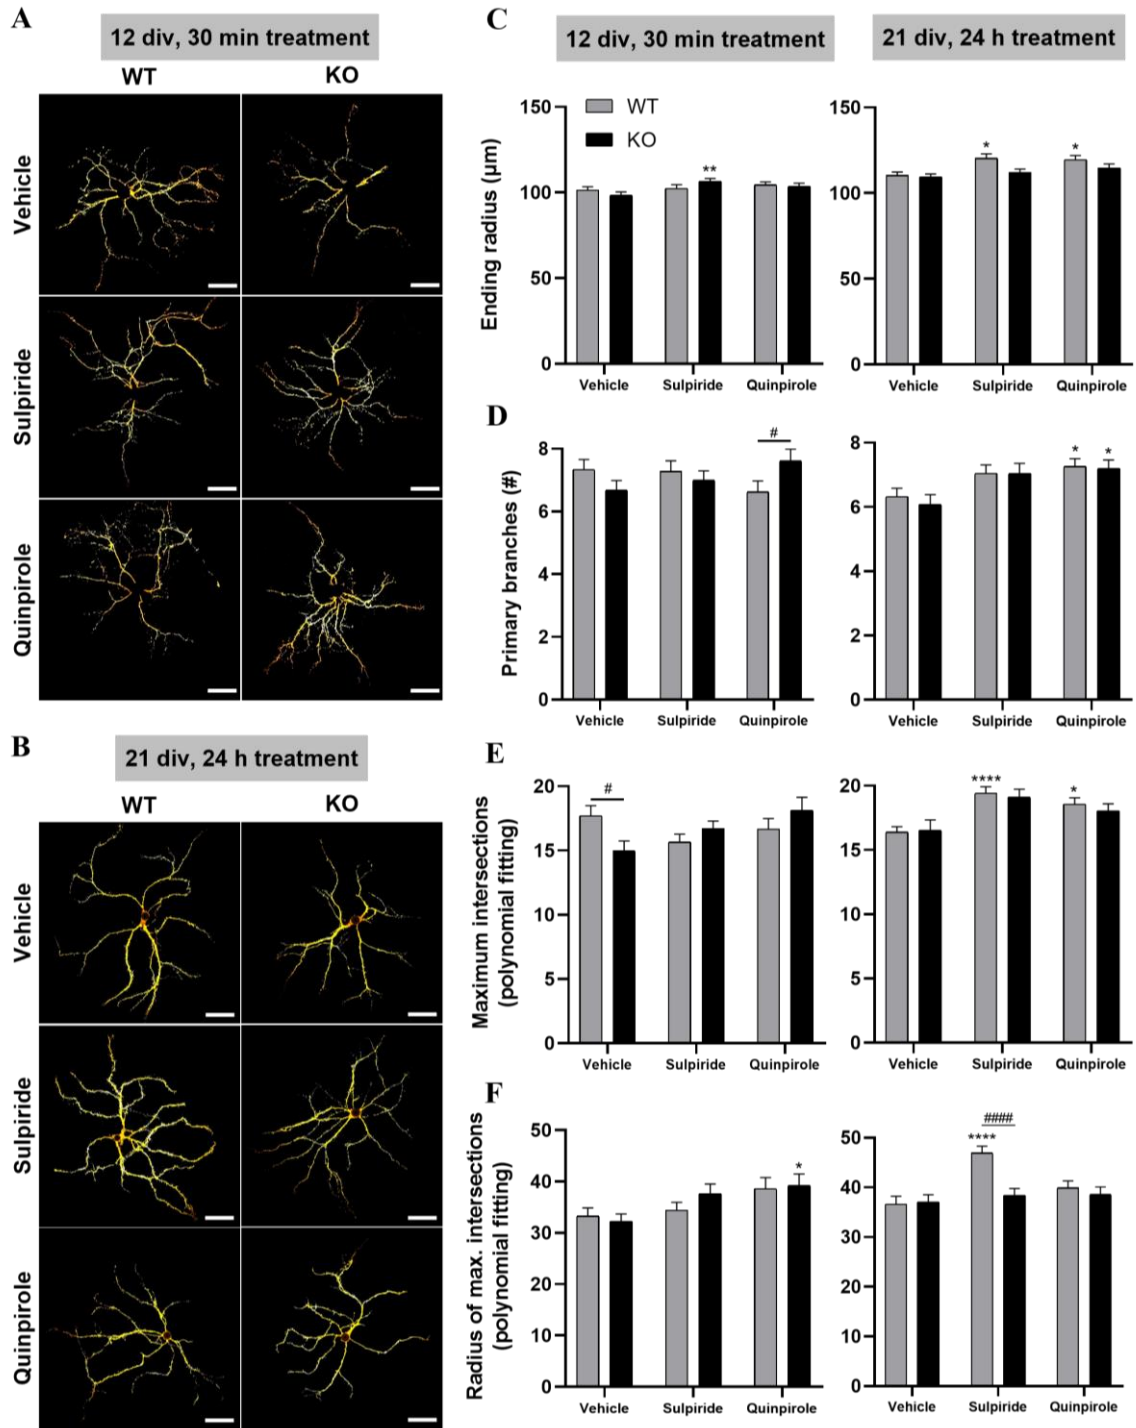 A
12 div, 30 min treatment
WT
KO
Vehicle
Sulpiride
Quinpirole
B
21 div, 24 h treatment
WT
KO
Vehicle
Sulpiride
Quinpirole
C
12 div, 30 min treatment
21 div, 24 h treatment
Ending radius (µm)
150
100
50
0
WT
KO
**
Vehicle
Sulpiride
Quinpirole
150
100
50
0
*
*
Vehicle
Sulpiride
Quinpirole
D
Primary branches (#)
8
6
4
2
0
#
Vehicle
Sulpiride
Quinpirole
8
6
4
2
0
*
*
Vehicle
Sulpiride
Quinpirole
E
Maximum intersections
(polynomial fitting)
20
15
10
5
0
#
Vehicle
Sulpiride
Quinpirole
20
15
10
5
0
****
*
Vehicle
Sulpiride
Quinpirole
F
Radius of max. intersections
(polynomial fitting)
50
40
30
20
10
0
*
Vehicle
Sulpiride
Quinpirole
50
40
30
20
10
0
####
****
Vehicle
Sulpiride
Quinpirole